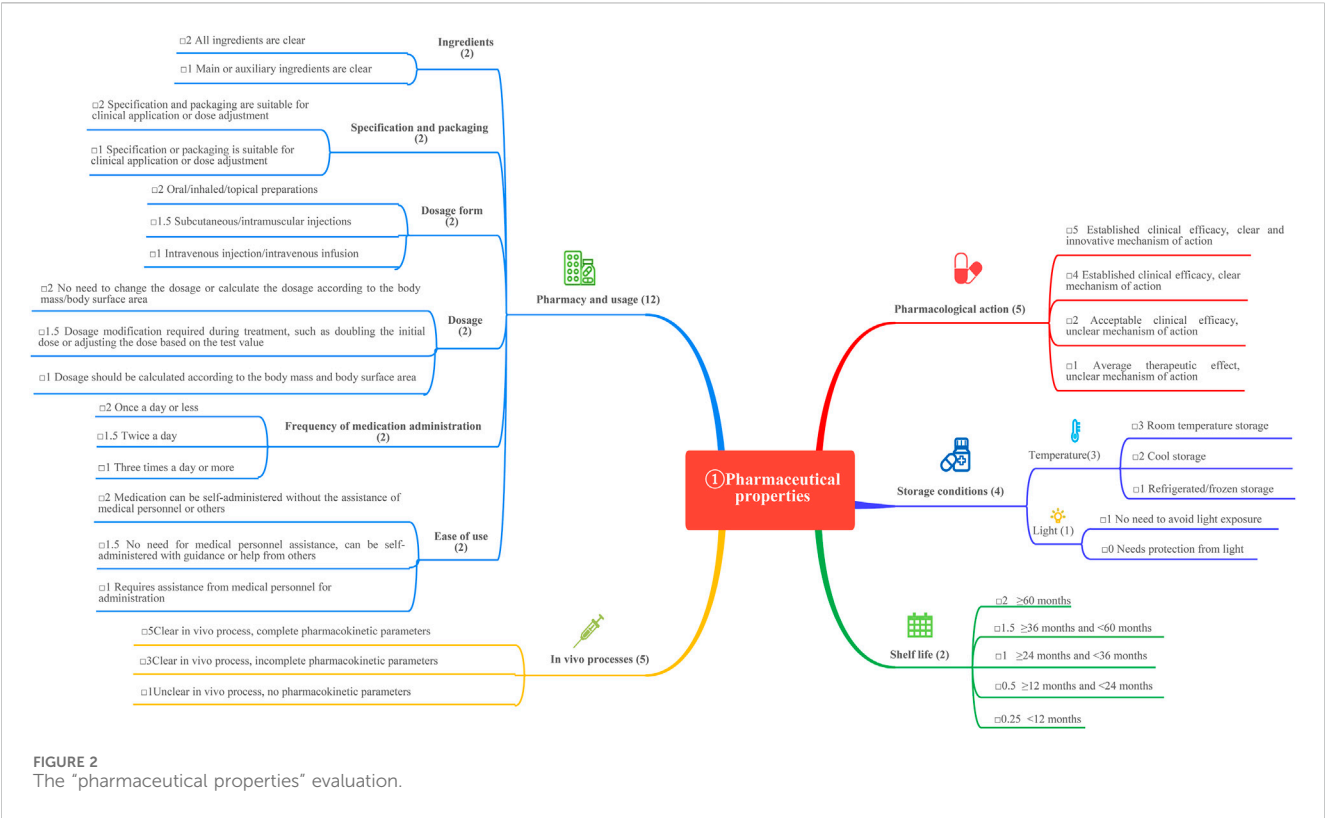 □2 All ingredients are clear
□1 Main or auxiliary ingredients are clear
Ingredients
(2)
□2 Specification and packaging are suitable for
clinical application or dose adjustment
□1 Specification or packaging is suitable for
clinical application or dose adjustment
Specification and packaging
(2)
□2 Oral/inhaled/topical preparations
□1.5 Subcutaneous/intramuscular injections
□1 Intravenous injection/intravenous infusion
Dosage form
(2)
□2 No need to change the dosage or calculate the dosage according to the body
mass/body surface area
□1.5 Dosage modification required during treatment, such as doubling the initial
dose or adjusting the dose based on the test value
□1 Dosage should be calculated according to the body mass and body surface area
Dosage
(2)
□2 Once a day or less
□1.5 Twice a day
□1 Three times a day or more
Frequency of medication administration
(2)
□2 Medication can be self-administered without the assistance of
medical personnel or others
□1.5 No need for medical personnel assistance, can be self-
administered with guidance or help from others
□1 Requires assistance from medical personnel for
administration
Ease of use
(2)
Pharmacy and usage (12)
□5Clear in vivo process, complete pharmacokinetic parameters
□3Clear in vivo process, incomplete pharmacokinetic parameters
□1Unclear in vivo process, no pharmacokinetic parameters
In vivo processes (5)
①Pharmaceutical
properties
Pharmacological action (5)
□5 Established clinical efficacy, clear and
innovative mechanism of action
□4 Established clinical efficacy, clear
mechanism of action
□2 Acceptable clinical efficacy,
unclear mechanism of action
□1 Average therapeutic effect,
unclear mechanism of action
Storage conditions (4)
Temperature(3)
□3 Room temperature storage
□2 Cool storage
□1 Refrigerated/frozen storage
Light (1)
□1 No need to avoid light exposure
□0 Needs protection from light
Shelf life (2)
□2 ≥60 months
□1.5 ≥36 months and <60 months
□1 ≥24 months and <36 months
□0.5 ≥12 months and <24 months
□0.25 <12 months
FIGURE 2
The "pharmaceutical properties" evaluation.